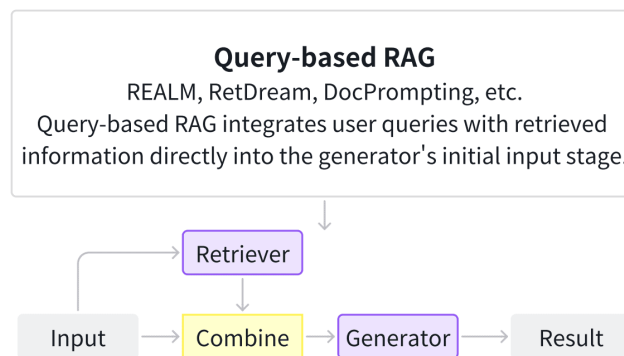 Query-based RAG
REALM, RetDream, DocPrompting, etc.
Query-based RAG integrates user queries with retrieved
information directly into the generator's initial input stage.
Retriever
Input
Combine
Generator
Result